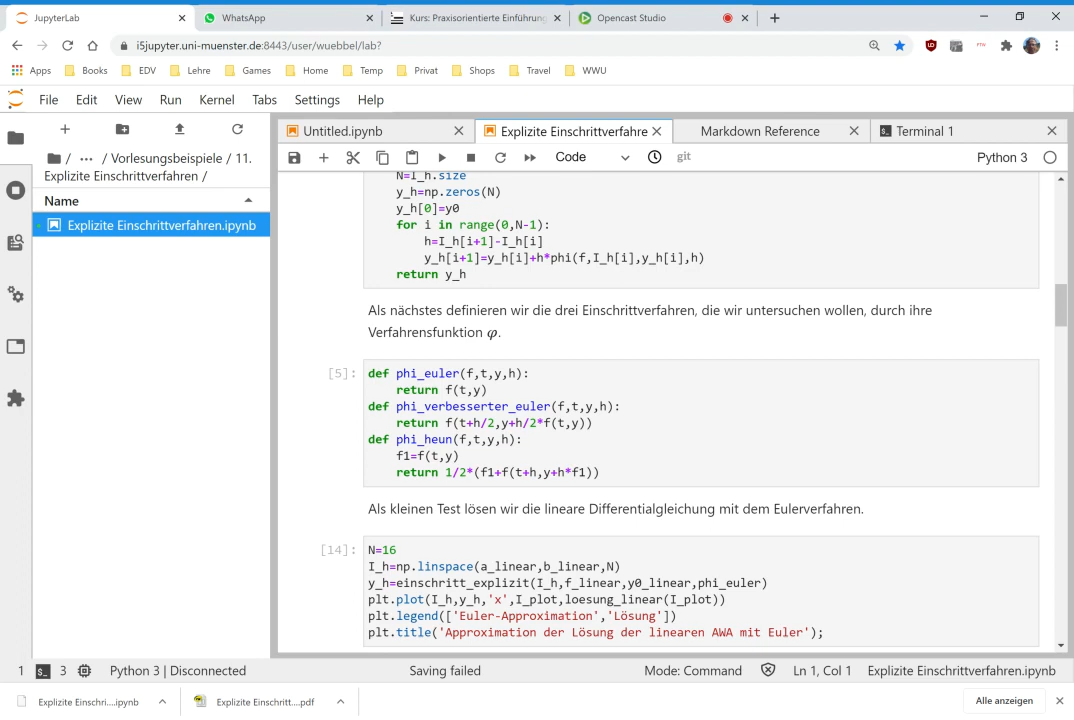 JupyterLab
WhatsApp
Kurs: Praxisorientierte Einführung
Opencast Studio
i5jupyter.uni-muenster.de:8443/user/wuebbel/lab?
Apps Books EDV Lehre Games Home Temp Privat Shops Travel WWU
File Edit View Run Kernel Tabs Settings Help
Untitled.ipynb
Explizite Einschrittverfahre
Markdown Reference
Terminal 1
Code
git
Python 3
/ ··· / Vorlesungsbeispiele / 11.
Explizite Einschrittverfahren /
Name
Explizite Einschrittverfahren.ipynb
N=I_h.size
y_h=np.zeros(N)
y_h[0]=y0
for i in range(0,N-1):
h=I_h[i+1]-I_h[i]
y_h[i+1]=y_h[i]+h*phi(f,I_h[i],y_h[i],h)
return y_h
Als nächstes definieren wir die drei Einschrittverfahren, die wir untersuchen wollen, durch ihre
Verfahrensfunktion φ.
[5]: def phi_euler(f,t,y,h):
return f(t,y)
def phi_verbesserter_euler(f,t,y,h):
return f(t+h/2,y+h/2*f(t,y))
def phi_heun(f,t,y,h):
f1=f(t,y)
return 1/2*(f1+f(t+h,y+h*f1))
Als kleinen Test lösen wir die lineare Differentialgleichung mit dem Eulerverfahren.
[14]: N=16
I_h=np.linspace(a_linear,b_linear,N)
y_h=einschritt_explizit(I_h,f_linear,y0_linear,phi_euler)
plt.plot(I_h,y_h,'x',I_plot,loesung_linear(I_plot))
plt.legend(['Euler-Approximation','Lösung'])
plt.title('Approximation der Lösung der linearen AWA mit Euler');
1 3 Python 3 | Disconnected Saving failed Mode: Command Ln 1, Col 1 Explizite Einschrittverfahren.ipynb
Explizite Einschri....ipynb
Explizite Einschritt....pdf
Alle anzeigen